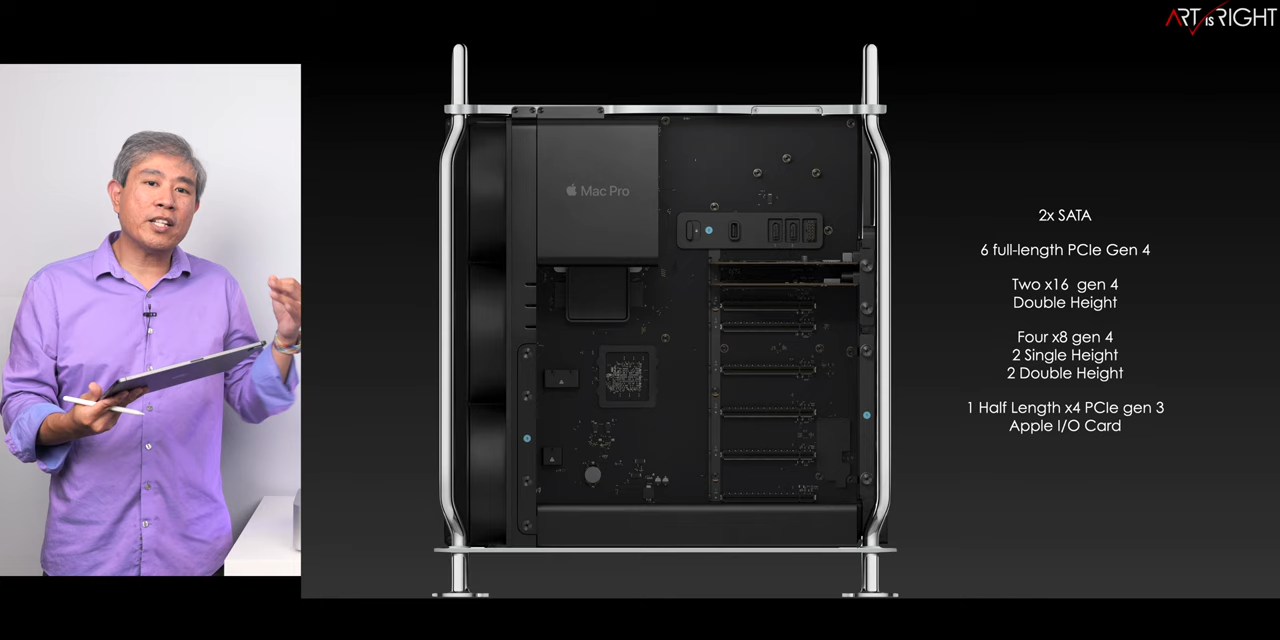 ART IS RIGHT
Mac Pro
2x SATA
6 full-length PCIe Gen 4
Two x16 gen 4
Double Height
Four x8 gen 4
2 Single Height
2 Double Height
1 Half Length x4 PCIe gen 3
Apple I/O Card